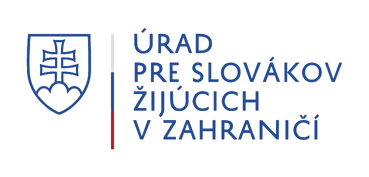 ÚRAD
PRE SLOVÁKOV
ŽIJÚCICH
V ZAHRANIČÍ